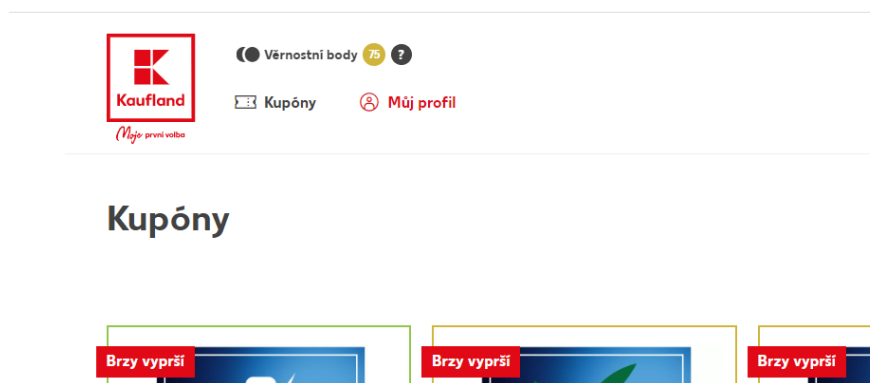 Věrnostní body 75 ?
Kaufland
Kupóny Můj profil
Moje první volba
Kupóny
Brzy vyprší Brzy vyprší Brzy vyprší